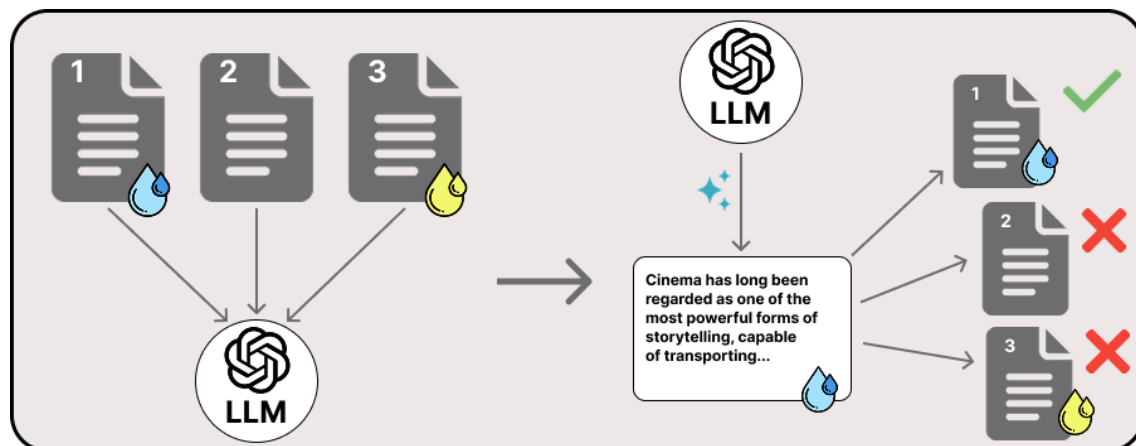 1
2
3
LLM
LLM
Cinema has long been
regarded as one of the
most powerful forms of
storytelling, capable
of transporting...
1
2
3